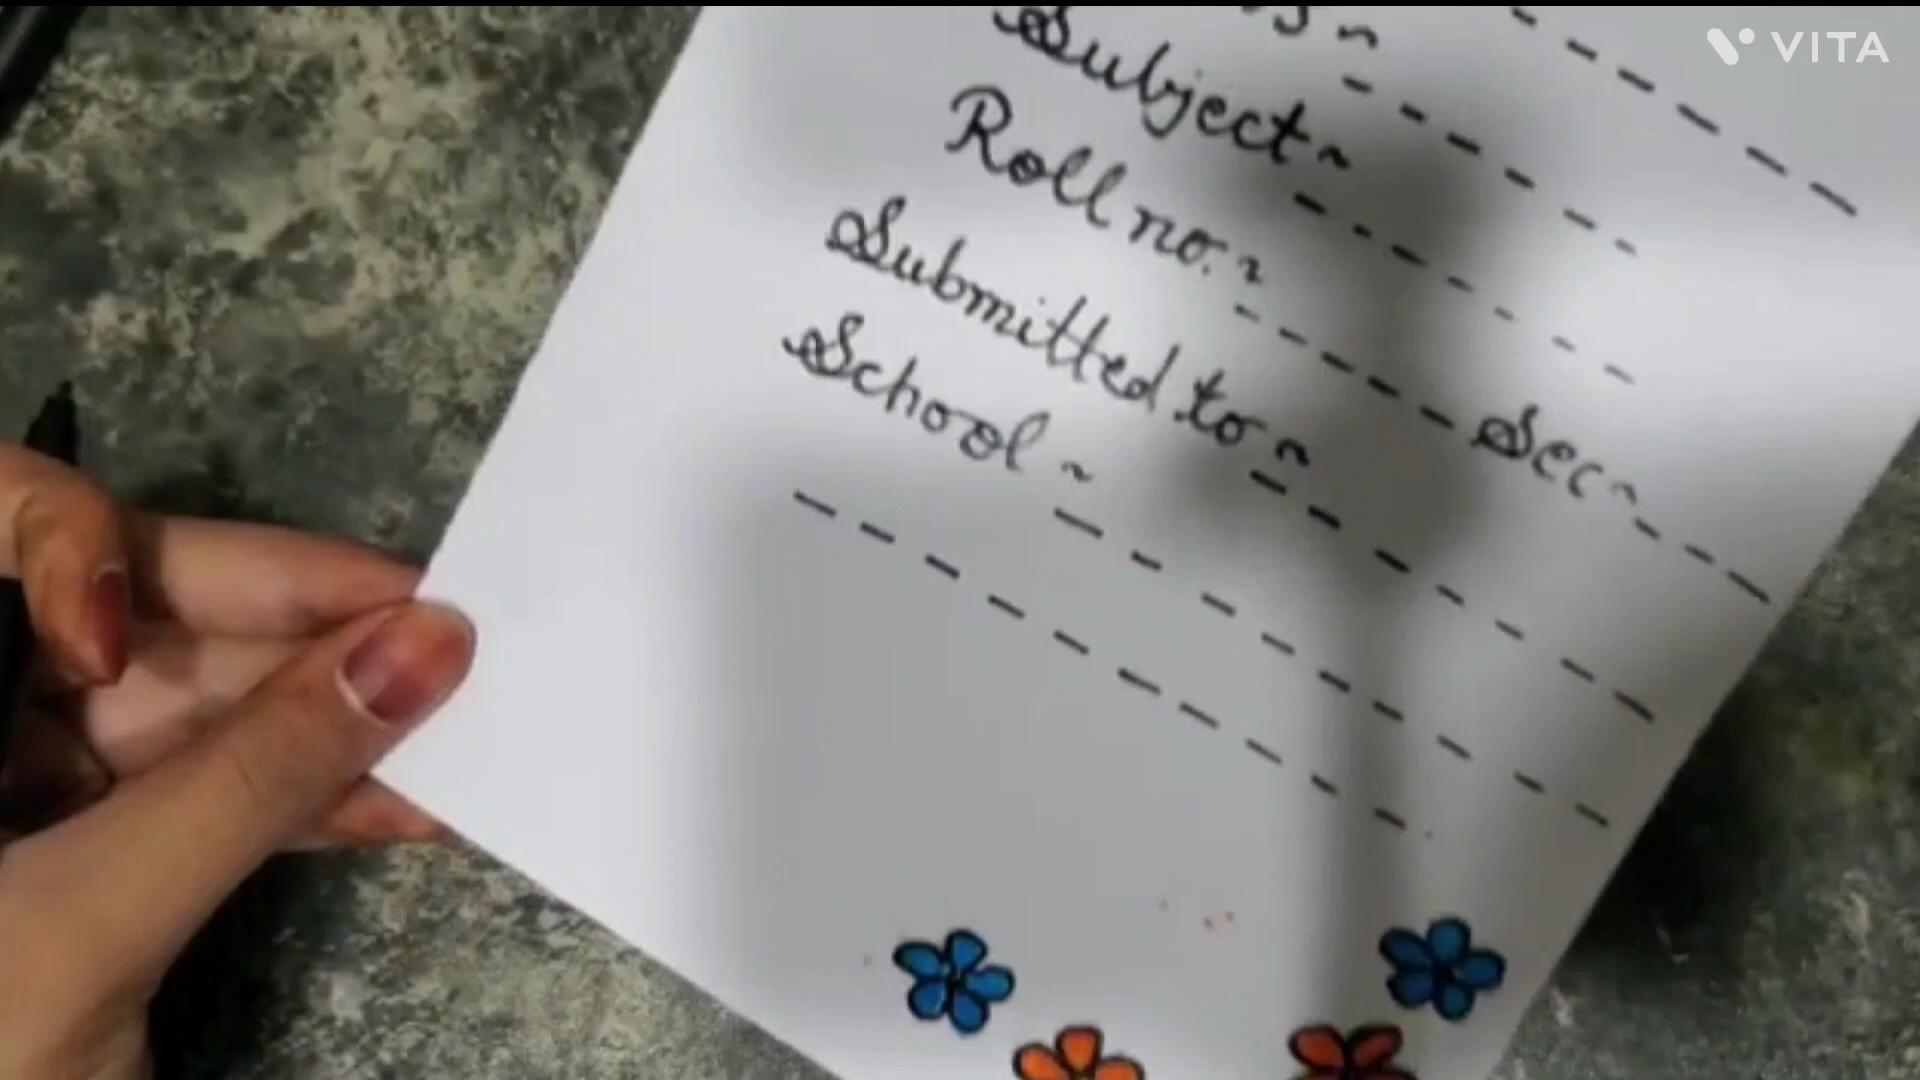 VITA
Subject ~
Roll no. ~
Sec ~
Submitted to ~
School ~